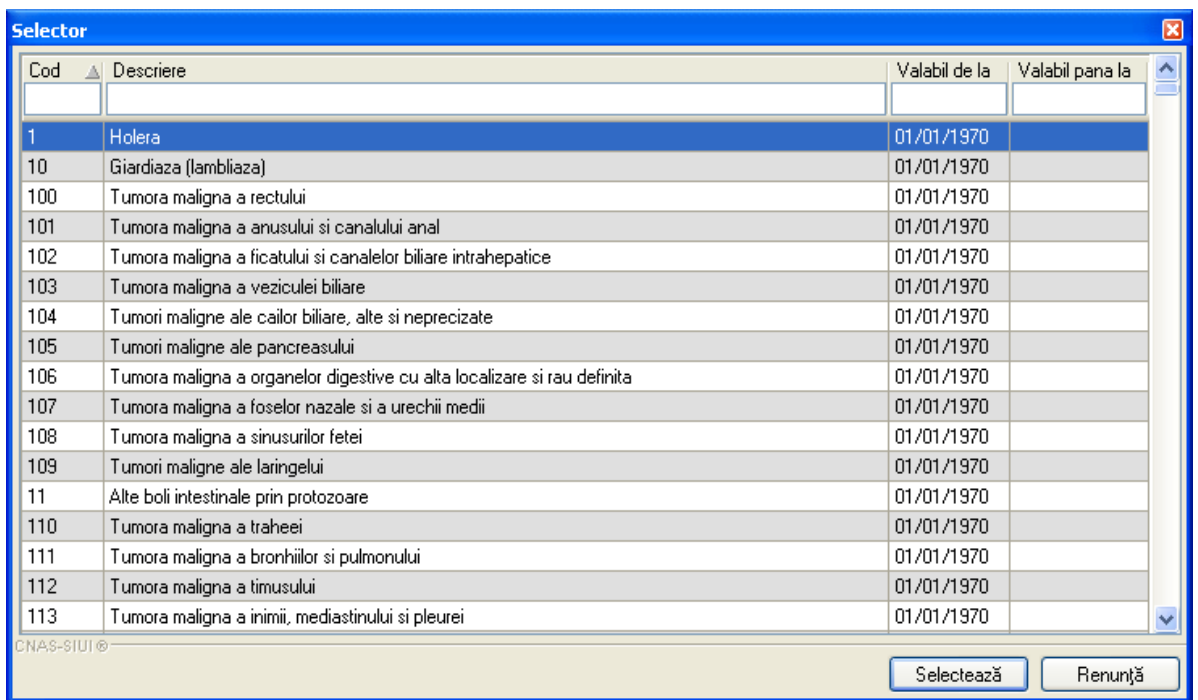 Selector
Cod Descriere Valabil de la Valabil pana la
1 Holera 01/01/1970
10 Giardiaza (lambliaza) 01/01/1970
100 Tumora maligna a rectului 01/01/1970
101 Tumora maligna a anusului si canalului anal 01/01/1970
102 Tumora maligna a ficatului si canalelor biliare intrahepatice 01/01/1970
103 Tumora maligna a veziculei biliare 01/01/1970
104 Tumori maligne ale cailor biliare, alte si neprecizate 01/01/1970
105 Tumori maligne ale pancreasului 01/01/1970
106 Tumora maligna a organelor digestive cu alta localizare si rau definita 01/01/1970
107 Tumora maligna a foselor nazale si a urechii medii 01/01/1970
108 Tumora maligna a sinusurilor fetei 01/01/1970
109 Tumori maligne ale laringelui 01/01/1970
11 Alte boli intestinale prin protozoare 01/01/1970
110 Tumora maligna a traheei 01/01/1970
111 Tumora maligna a bronhiilor si pulmonului 01/01/1970
112 Tumora maligna a timusului 01/01/1970
113 Tumora maligna a inimii, mediastinului si pleurei 01/01/1970
CNAS-SIUI ®
Selectează Renunţă